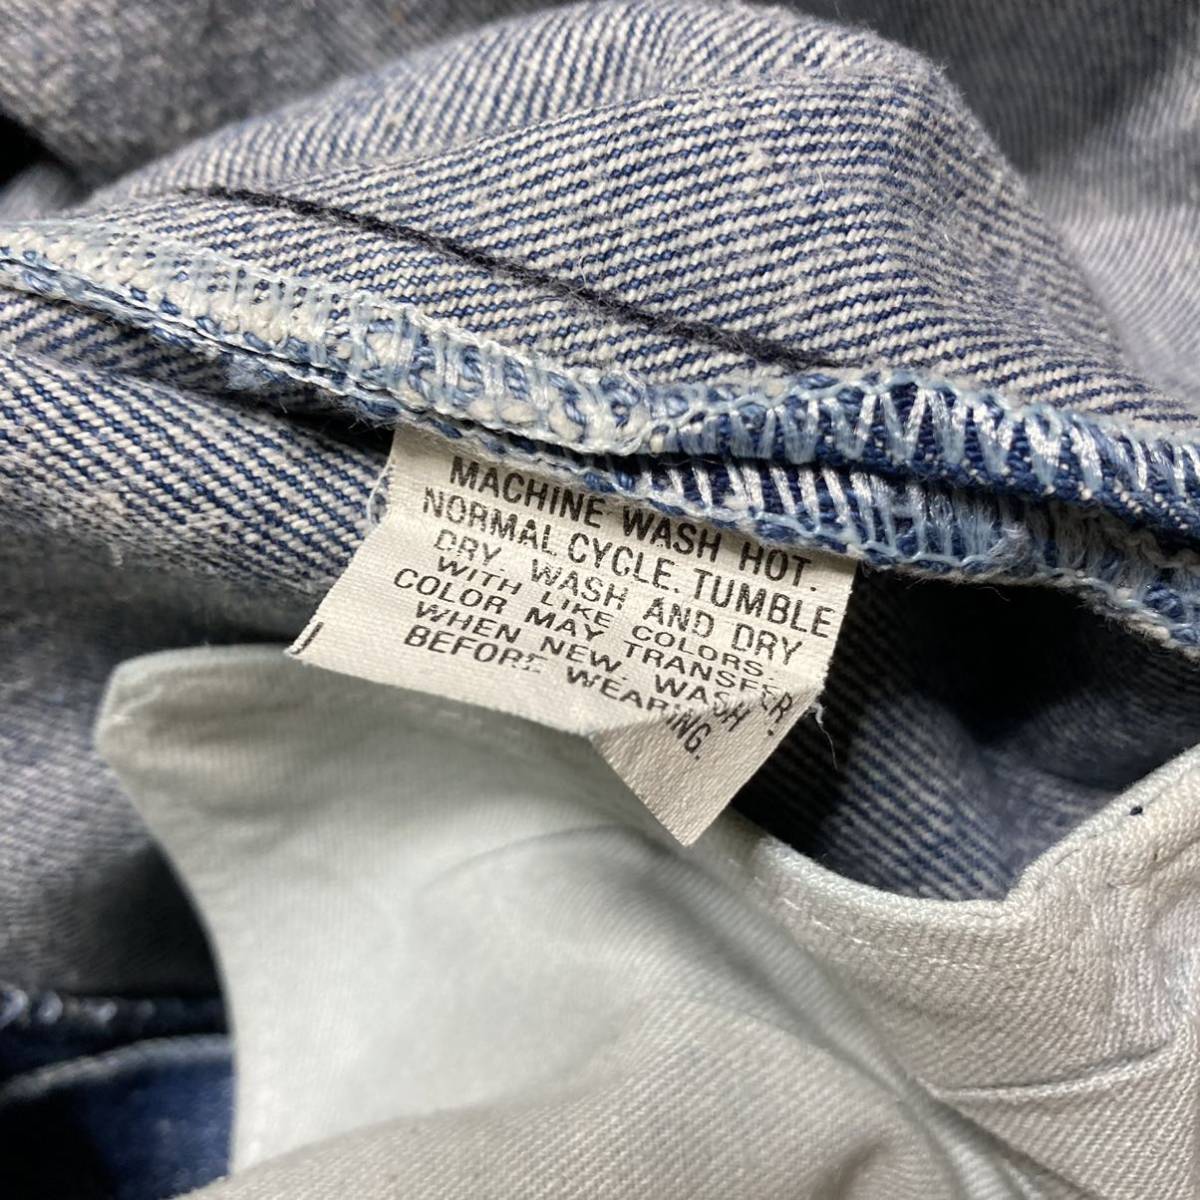 MACHINE WASH HOT.
NORMAL CYCLE. TUMBLE
DRY. WASH AND DRY
WITH LIKE COLORS.
COLOR MAY TRANSFER
WHEN NEW. WASH
BEFORE WEARING.